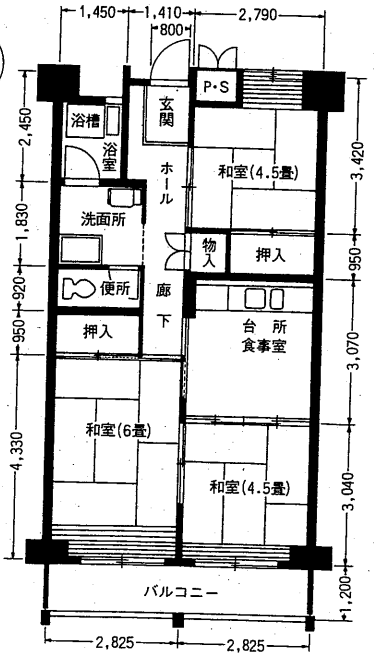 1,450
1,410
2,790
800
P・S
玄関
浴槽
浴室
2,450
3,420
ホール
和室(4.5畳)
洗面所
1,830
物入
押入
950
便所
920
廊下
台所
食事室
3,070
押入
950
和室(6畳)
4,330
和室(4.5畳)
3,040
バルコニー
1,200
2,825
2,825